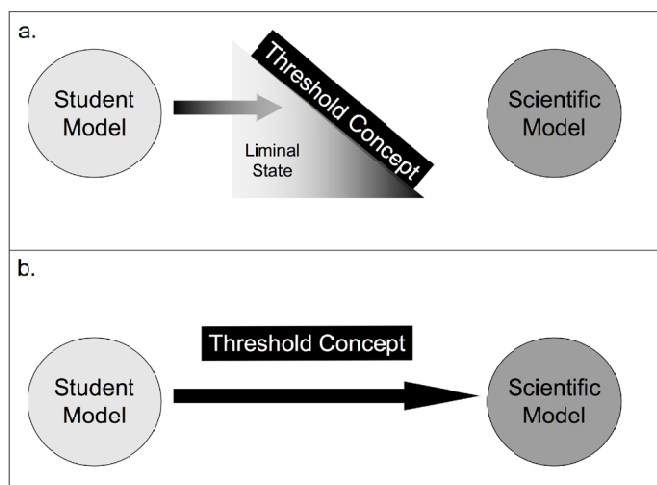 a.
Student
Model
Threshold Concept
Liminal
State
Scientific
Model
b.
Threshold Concept
Student
Model
Scientific
Model